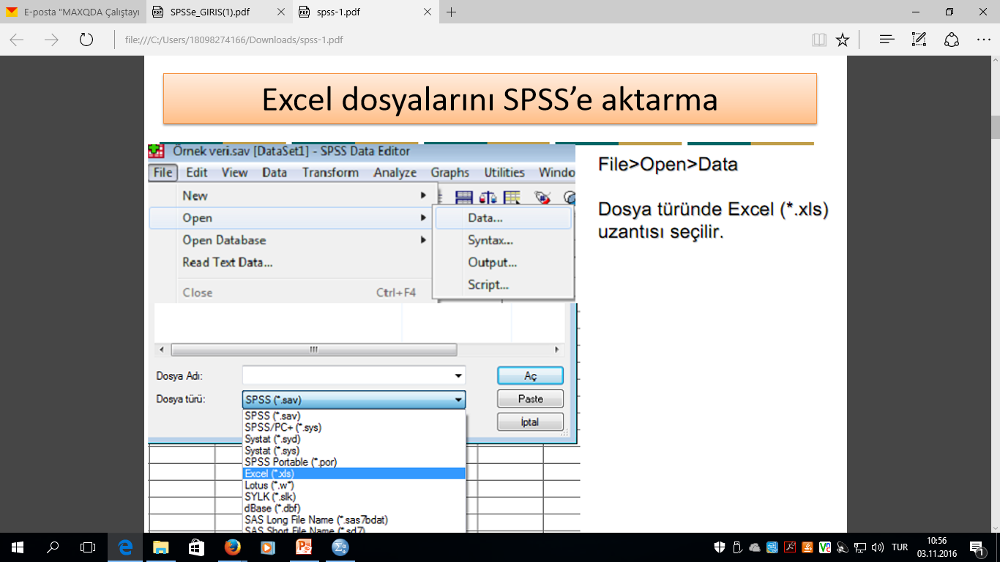 E-posta "MAXQDA Çalıştayı
SPSSe_GIRIS(1).pdf
spss-1.pdf
file:///C:/Users/18098274166/Downloads/spss-1.pdf
Excel dosyalarını SPSS’e aktarma
Örnek veri.sav [DataSet1] - SPSS Data Editor
File Edit View Data Transform Analyze Graphs Utilities Windo
New
Open
Open Database
Read Text Data...
Close Ctrl+F4
Data...
Syntax...
Output...
Script...
File>Open>Data
Dosya türünde Excel (*.xls)
uzantısı seçilir.
Dosya Adı:
Aç
Dosya türü:
SPSS (*.sav)
Paste
İptal
SPSS (*.sav)
SPSS/PC+ (*.sys)
Systat (*.syd)
Systat (*.sys)
SPSS Portable (*.por)
Excel (*.xls)
Lotus (*.w*)
SYLK (*.slk)
dBase (*.dbf)
SAS Long File Name (*.sas7bdat)
SAS Short File Name (*.sd7)
TUR
10:56
03.11.2016
1